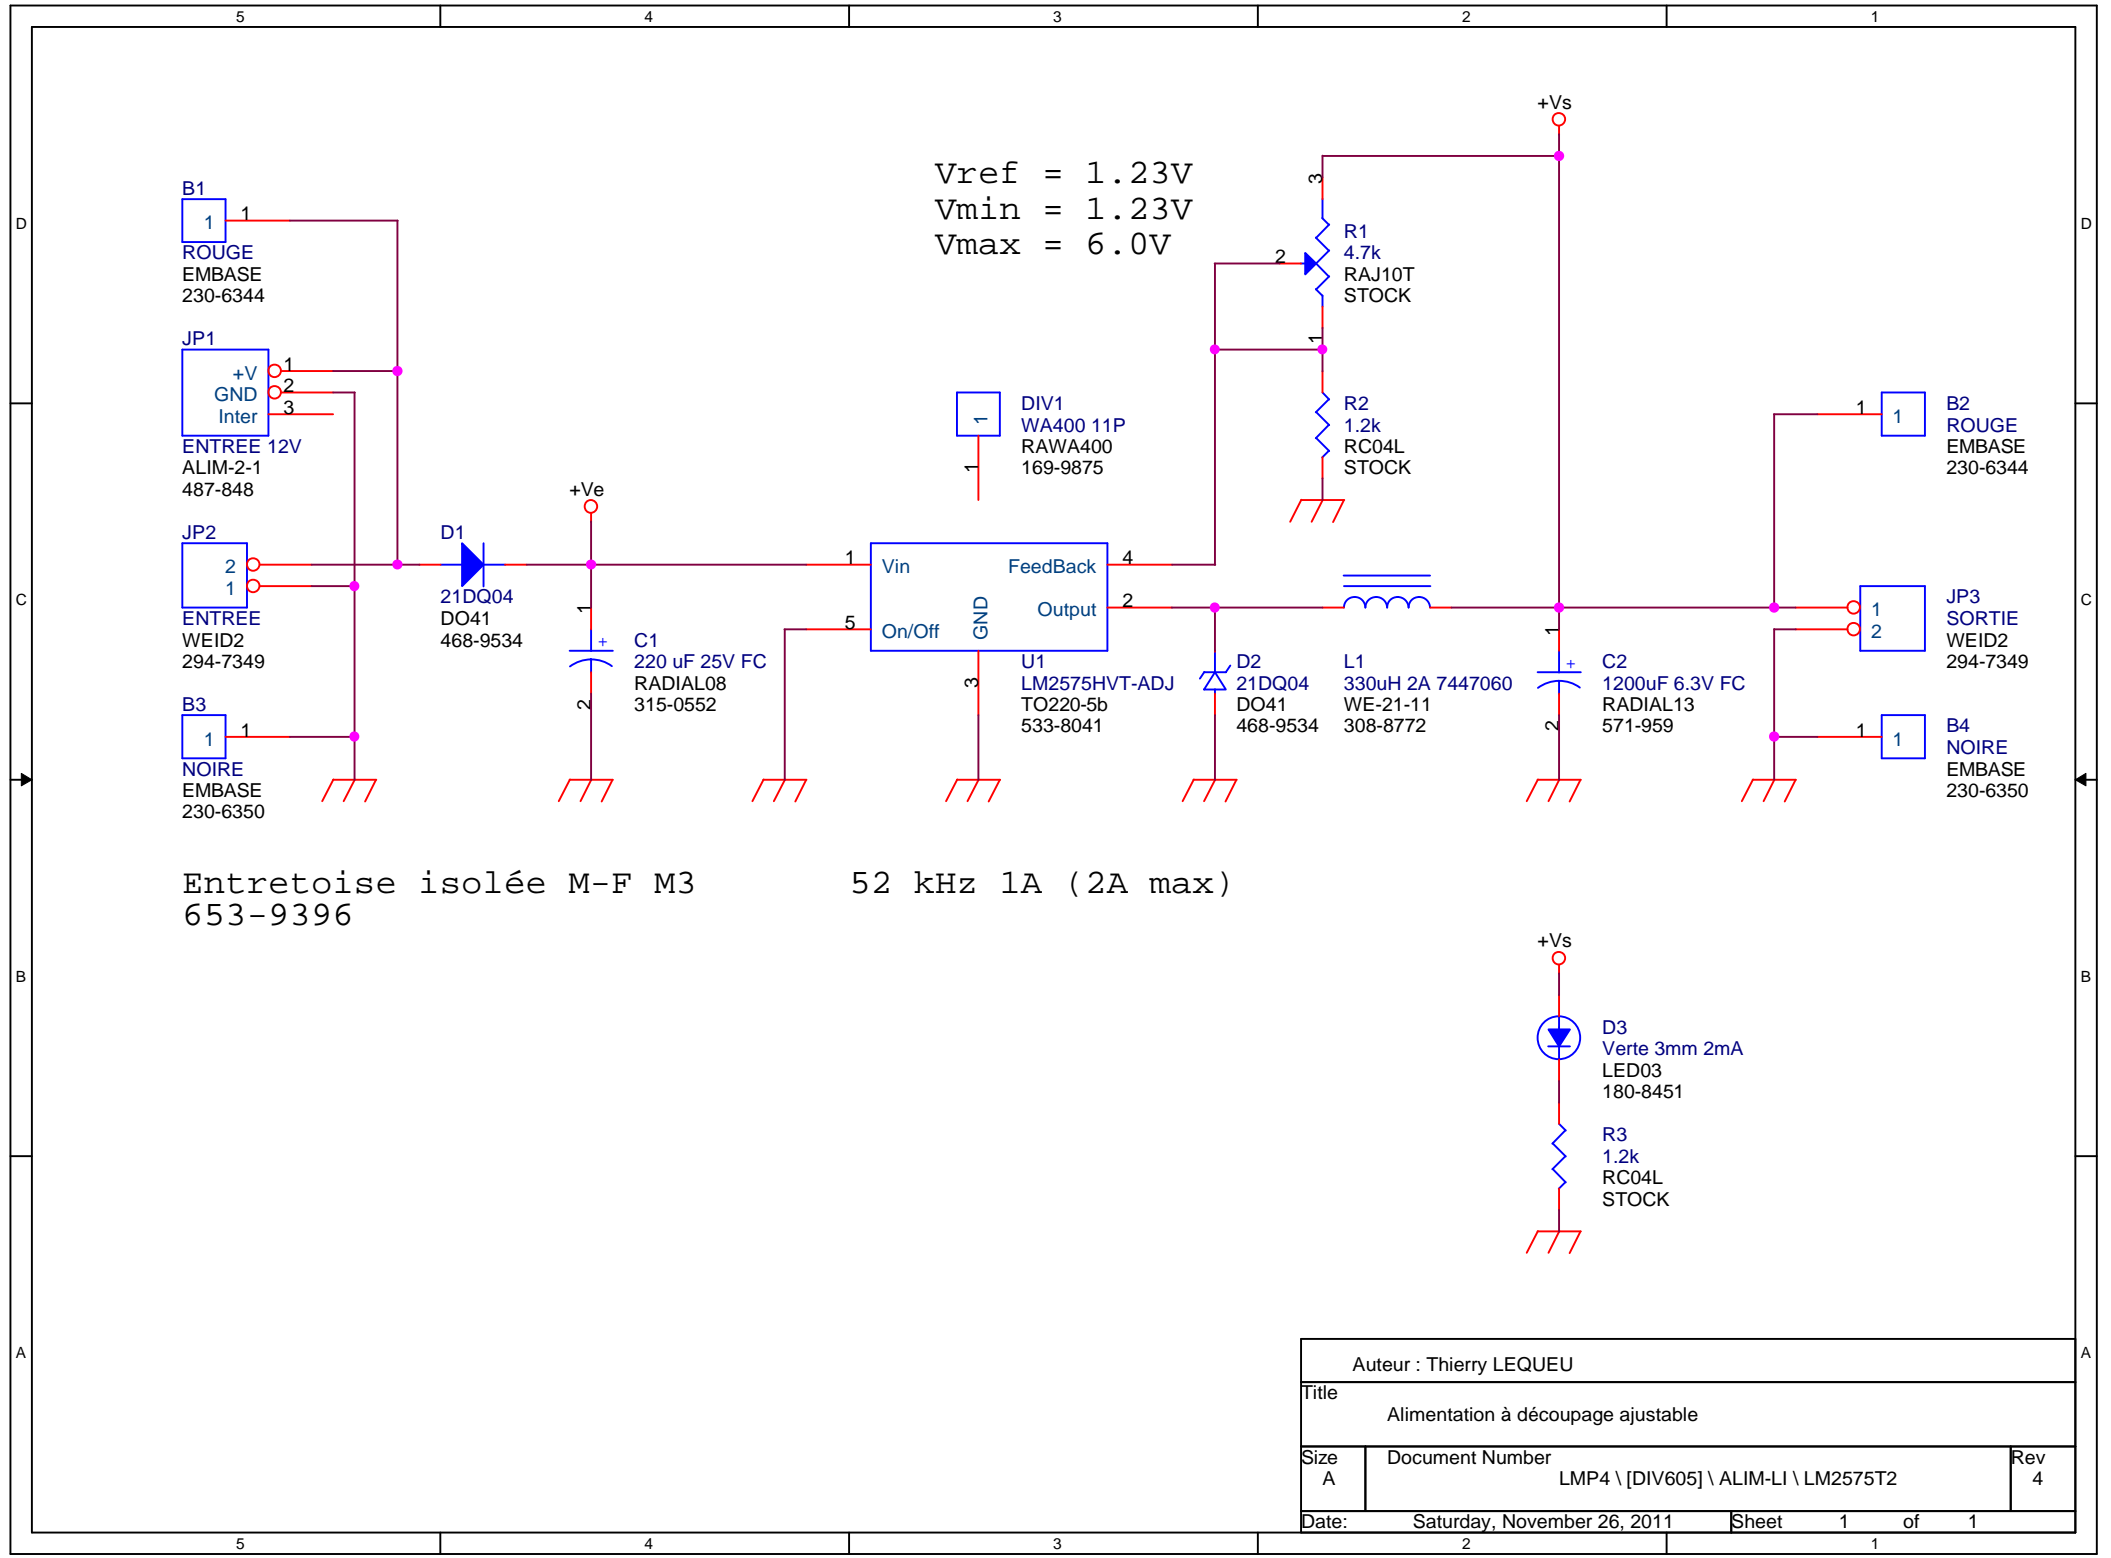 5 4 3 2 1
D
C
B
A
D
C
B
A
+Vs
Vref = 1.23V
Vmin = 1.23V
Vmax = 6.0V
B1
1 1
ROUGE
EMBASE
230-6344
JP1
+V 1
GND 2
Inter 3
ENTREE 12V
ALIM-2-1
487-848
JP2
2
1
ENTREE
WEID2
294-7349
B3
1 1
NOIRE
EMBASE
230-6350
D1
21DQ04
DO41
468-9534
+Ve
1
+
2
C1
220 uF 25V FC
RADIAL08
315-0552
DIV1
WA400 11P
RAWA400
169-9875
1
1
1 Vin
5 On/Off
GND
3
FeedBack 4
Output 2
U1
LM2575HVT-ADJ
TO220-5b
533-8041
3
2
1
R1
4.7k
RAJ10T
STOCK
R2
1.2k
RC04L
STOCK
D2
21DQ04
DO41
468-9534
L1
330uH 2A 7447060
WE-21-11
308-8772
1
+
2
C2
1200uF 6.3V FC
RADIAL13
571-959
1 1
B2
ROUGE
EMBASE
230-6344
1
2
JP3
SORTIE
WEID2
294-7349
1 1
B4
NOIRE
EMBASE
230-6350
Entretoise isolée M-F M3
653-9396
52 kHz 1A (2A max)
+Vs
D3
Verte 3mm 2mA
LED03
180-8451
R3
1.2k
RC04L
STOCK
Auteur : Thierry LEQUEU
Title
Alimentation à découpage ajustable
Size
A
Document Number
LMP4 \ [DIV605] \ ALIM-LI \ LM2575T2
Rev
4
Date: Saturday, November 26, 2011 Sheet 1 of 1
5 4 3 2 1